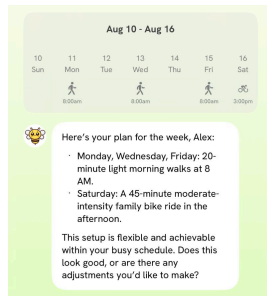 Aug 10 - Aug 16
10 11 12 13 14 15 16
Sun Mon Tue Wed Thu Fri Sat
8:00am 8:00am 8:00am 3:00pm
Here's your plan for the week, Alex:
· Monday, Wednesday, Friday: 20-
minute light morning walks at 8
AM.
· Saturday: A 45-minute moderate-
intensity family bike ride in the
afternoon.
This setup is flexible and achievable
within your busy schedule. Does this
look good, or are there any
adjustments you'd like to make?